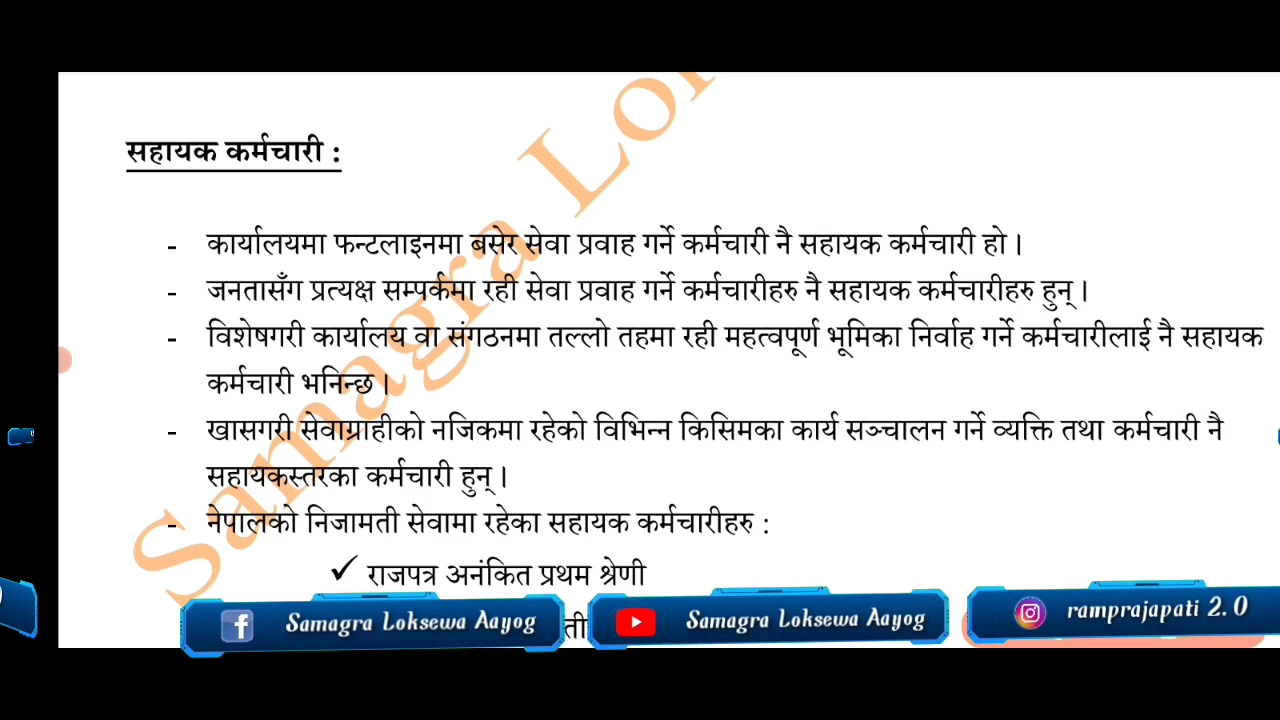 सहायक कर्मचारी :
- कार्यालयमा फन्टलाइनमा बसेर सेवा प्रवाह गर्ने कर्मचारी नै सहायक कर्मचारी हो ।
- जनतासँग प्रत्यक्ष सम्पर्कमा रही सेवा प्रवाह गर्ने कर्मचारीहरु नै सहायक कर्मचारीहरु हुन् ।
- विशेषगरी कार्यालय वा संगठनमा तल्लो तहमा रही महत्वपूर्ण भूमिका निर्वाह गर्ने कर्मचारीलाई नै सहायक
कर्मचारी भनिन्छ ।
- खासगरी सेवाग्राहीको नजिकमा रहेको विभिन्न किसिमका कार्य सञ्चालन गर्ने व्यक्ति तथा कर्मचारी नै
सहायकस्तरका कर्मचारी हुन् ।
- नेपालको निजामती सेवामा रहेका सहायक कर्मचारीहरु :
✓ राजपत्र अनंकित प्रथम श्रेणी
Samagra Loksewa Aayog
Samagra Loksewa Aayog
ramprajapati 2.0
Samagra